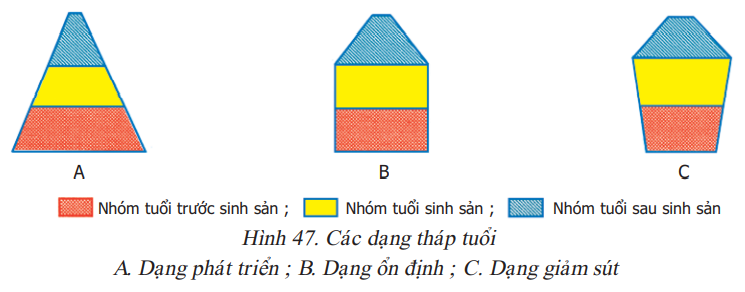 A B C
Nhóm tuổi trước sinh sản ; Nhóm tuổi sinh sản ; Nhóm tuổi sau sinh sản
Hình 47. Các dạng tháp tuổi
A. Dạng phát triển ; B. Dạng ổn định ; C. Dạng giảm sút